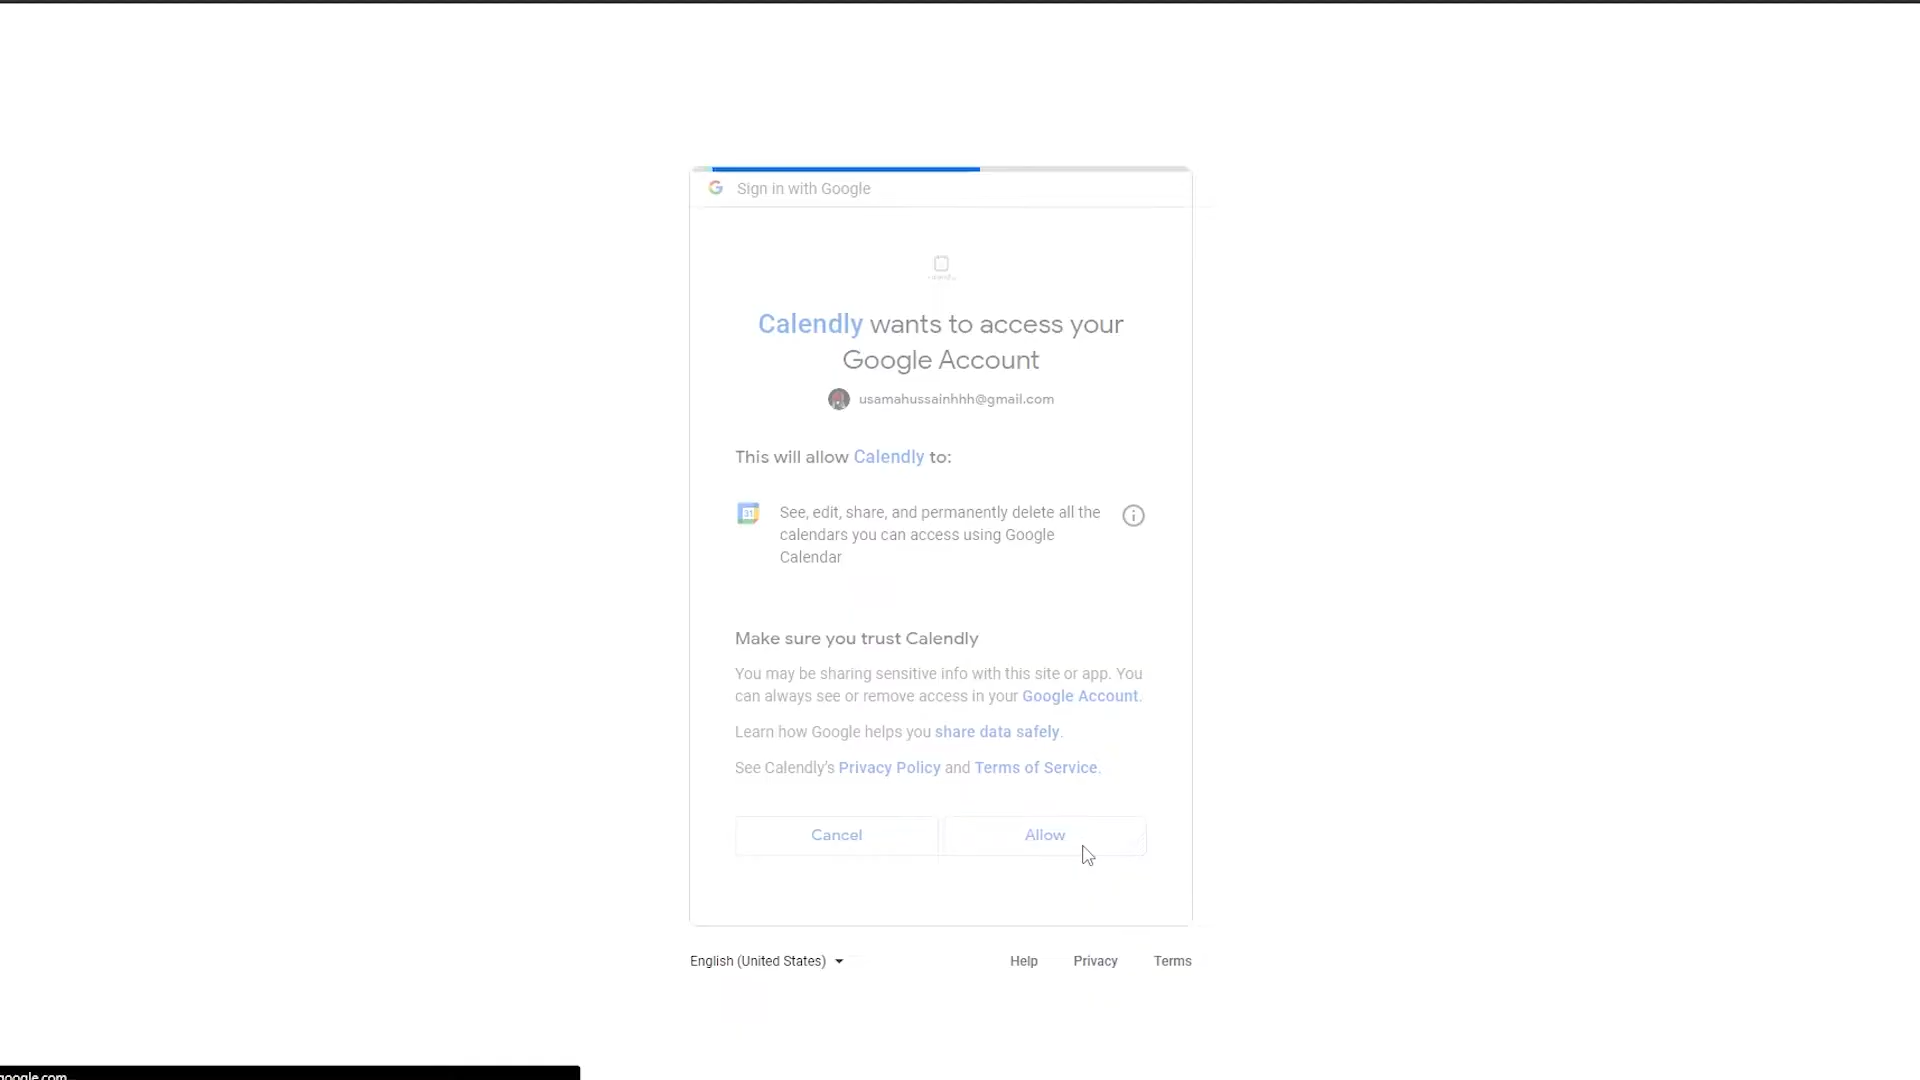 Sign in with Google
Calendly wants to access your
Google Account
usamahussainhhh@gmail.com
This will allow Calendly to:
31
See, edit, share, and permanently delete all the
calendars you can access using Google
Calendar
Make sure you trust Calendly
You may be sharing sensitive info with this site or app. You
can always see or remove access in your Google Account.
Learn how Google helps you share data safely.
See Calendly's Privacy Policy and Terms of Service.
Cancel Allow
English (United States) Help Privacy Terms
google.com